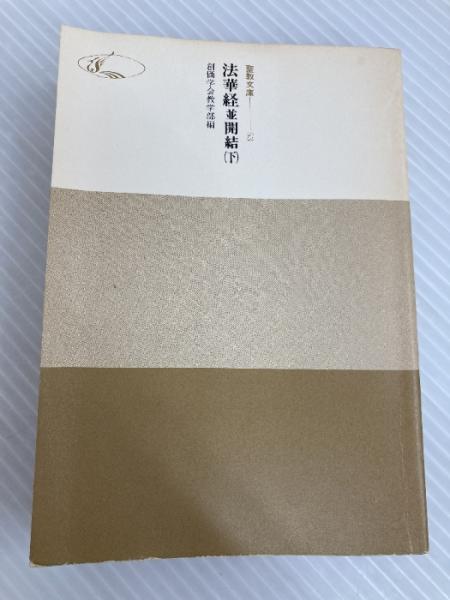 聖教文庫
法華経並開結(下)
創価学会教学部編